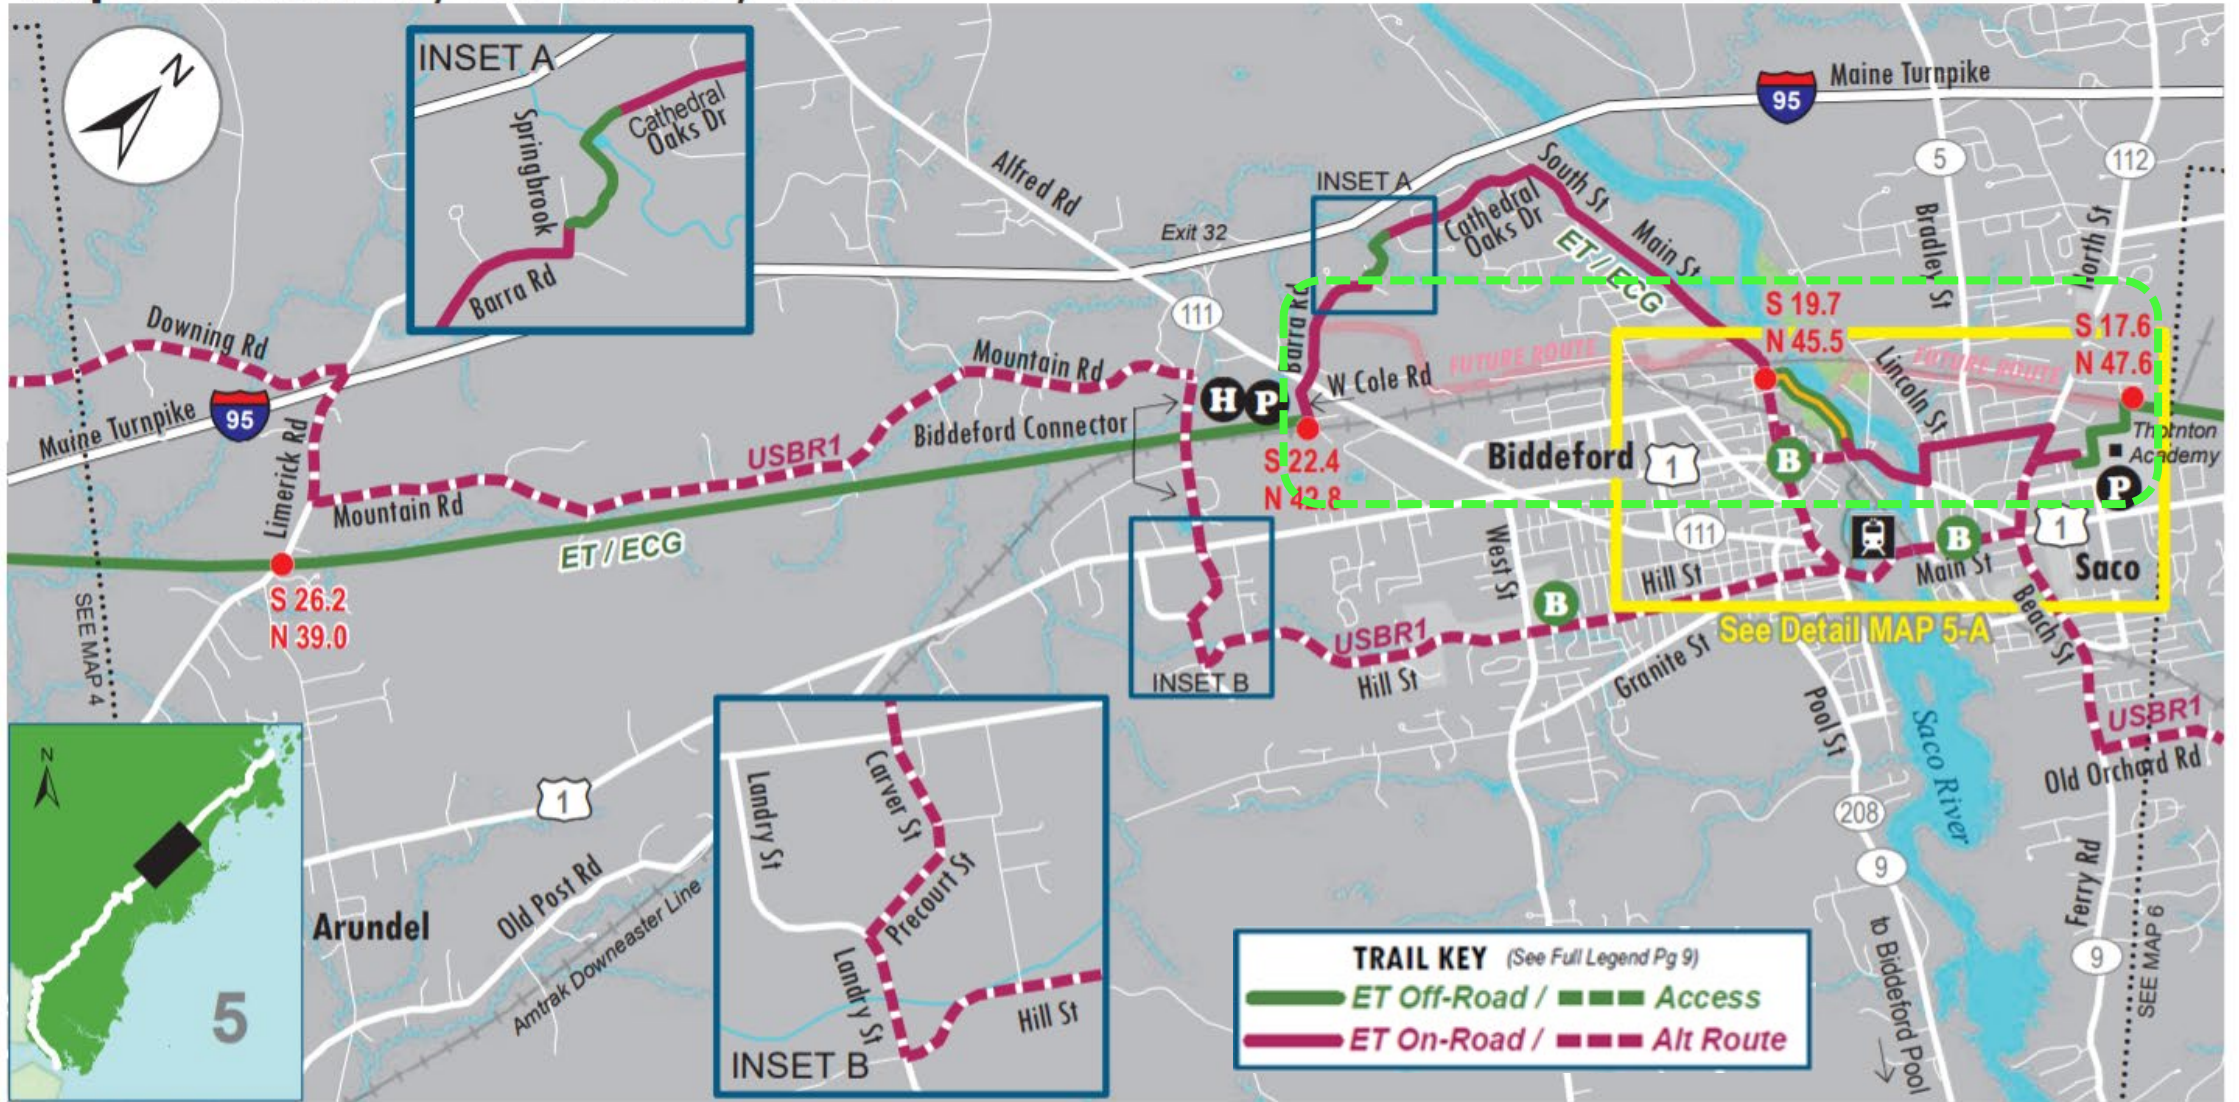 N
INSET A
Springbrook
Cathedral
Oaks Dr
Barra Rd
Maine Turnpike
95
5
112
Alfred Rd
Exit 32
INSET A
Cathedral
Oaks Dr
South St
Main St
ET / ECG
Bradley St
North St
Downing Rd
Maine Turnpike
95
Limerick Rd
Mountain Rd
Mountain Rd
USBR1
ET / ECG
111
Barra Rd
W Cole Rd
H P
Biddeford Connector
S 22.4
N 42.8
FUTURE ROUTE
S 19.7
N 45.5
Lincoln St
FUTURE ROUTE
S 17.6
N 47.6
Thornton
Academy
P
Biddeford
1
B
111
Hill St
B
Main St
1
Saco
See Detail MAP 5-A
West St
B
USBR1
Hill St
Granite St
Pool St
Beach St
USBR1
Old Orchard Rd
Saco River
208
9
to Biddeford Pool
Ferry Rd
9
SEE MAP 6
SEE MAP 4
S 26.2
N 39.0
INSET B
1
Arundel
Old Post Rd
Amtrak Downeaster Line
N
5
Landry St
Carver St
Precourt St
Landry St
Hill St
INSET B
TRAIL KEY (See Full Legend Pg 9)
ET Off-Road / Access
ET On-Road / Alt Route